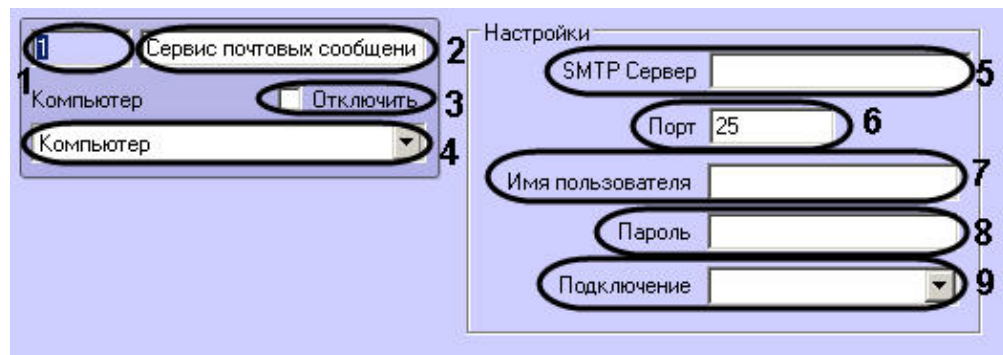 1 Сервис почтовых сообщени 2
1
Компьютер Отключить 3
Компьютер 4
Настройки
SMTP Сервер 5
Порт 25 6
Имя пользователя 7
Пароль 8
Подключение 9